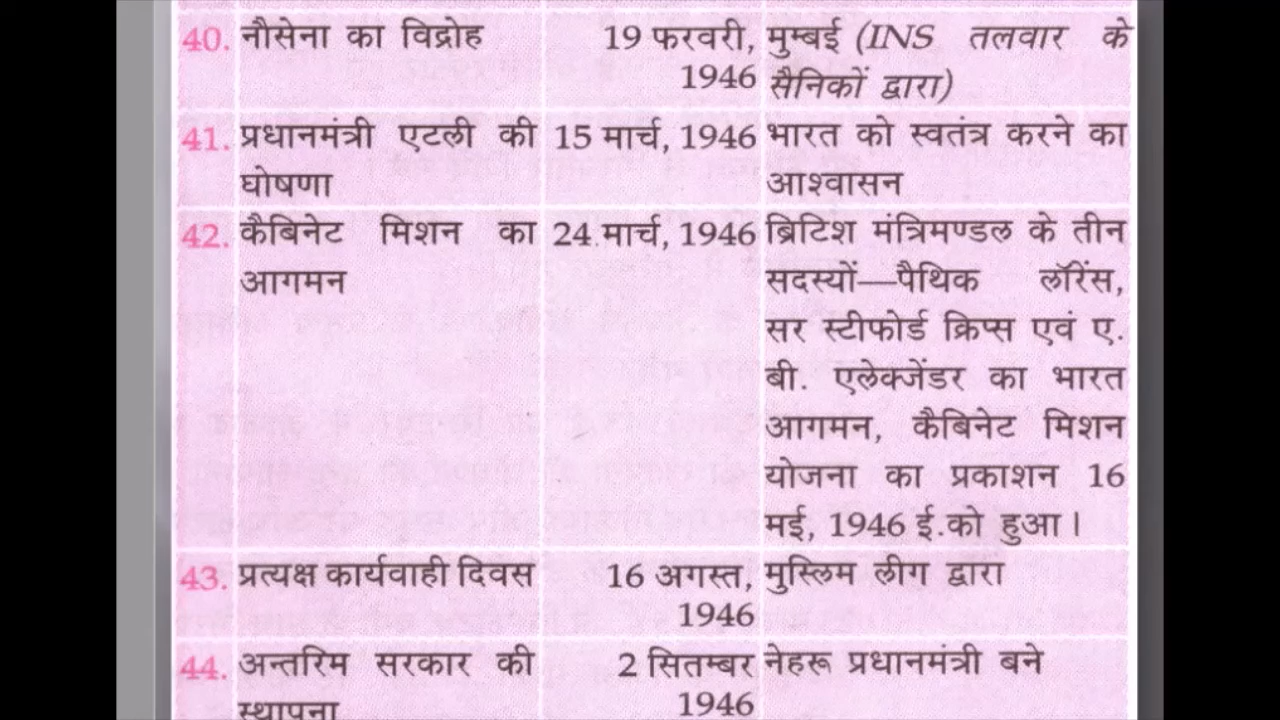 40. नौसेना का विद्रोह 19 फरवरी, मुम्बई (INS तलवार के
1946 सैनिकों द्वारा)
41. प्रधानमंत्री एटली की 15 मार्च, 1946 भारत को स्वतंत्र करने का
घोषणा आश्वासन
42. कैबिनेट मिशन का 24 मार्च, 1946 ब्रिटिश मंत्रिमण्डल के तीन
आगमन सदस्यों—पैथिक लॉरेंस,
सर स्टीफोर्ड क्रिप्स एवं ए.
बी. एलेक्जेंडर का भारत
आगमन, कैबिनेट मिशन
योजना का प्रकाशन 16
मई, 1946 ई.को हुआ।
43. प्रत्यक्ष कार्यवाही दिवस 16 अगस्त, मुस्लिम लीग द्वारा
1946
44. अन्तरिम सरकार की 2 सितम्बर नेहरू प्रधानमंत्री बने
स्थापना 1946